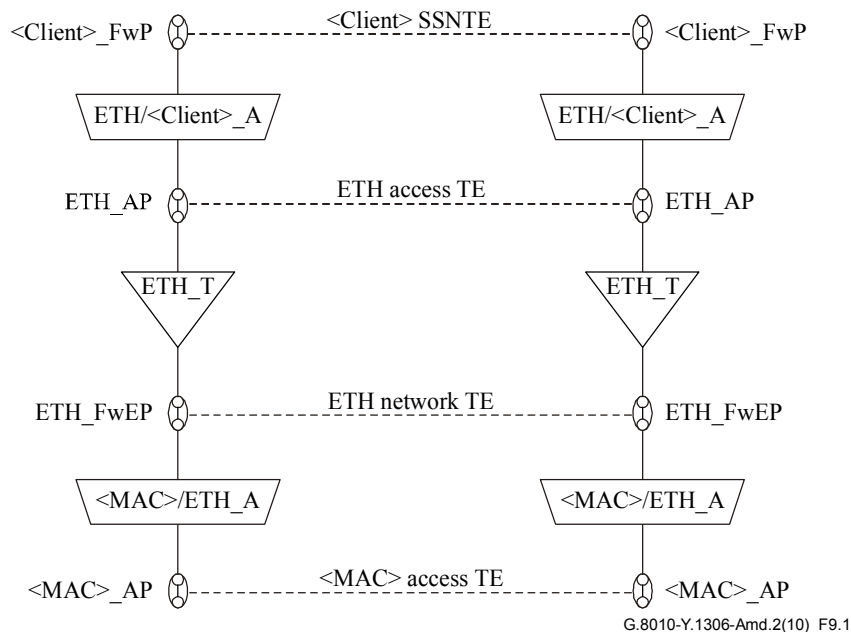 <Client>_FwP <Client> SSNTE <Client>_FwP
ETH/<Client>_A ETH/<Client>_A
ETH_AP ETH access TE ETH_AP
ETH_T ETH_T
ETH_FwEP ETH network TE ETH_FwEP
<MAC>/ETH_A <MAC>/ETH_A
<MAC>_AP <MAC> access TE <MAC>_AP
G.8010-Y.1306-Amd.2(10)_F9.1